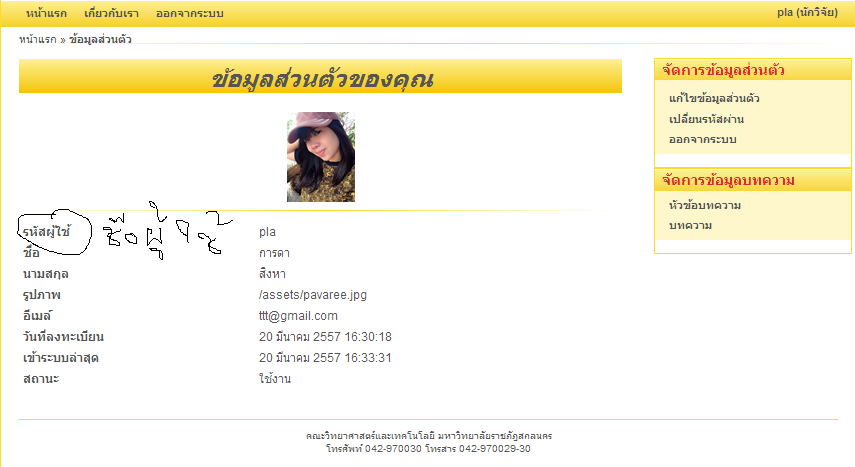 หน้าแรก เกี่ยวกับเรา ออกจากระบบ pla (นักวิจัย)
หน้าแรก » ข้อมูลส่วนตัว
ข้อมูลส่วนตัวของคุณ
รหัสผู้ใช้ ชื่อผู้ใช้ pla
ชื่อ การดา
นามสกุล สิงหา
รูปภาพ /assets/pavaree.jpg
อีเมล์ ttt@gmail.com
วันที่ลงทะเบียน 20 มีนาคม 2557 16:30:18
เข้าระบบล่าสุด 20 มีนาคม 2557 16:33:31
สถานะ ใช้งาน
จัดการข้อมูลส่วนตัว
แก้ไขข้อมูลส่วนตัว
เปลี่ยนรหัสผ่าน
ออกจากระบบ
จัดการข้อมูลบทความ
หัวข้อบทความ
บทความ
คณะวิทยาศาสตร์และเทคโนโลยี มหาวิทยาลัยราชภัฏสกลนคร
โทรศัพท์ 042-970030 โทรสาร 042-970029-30